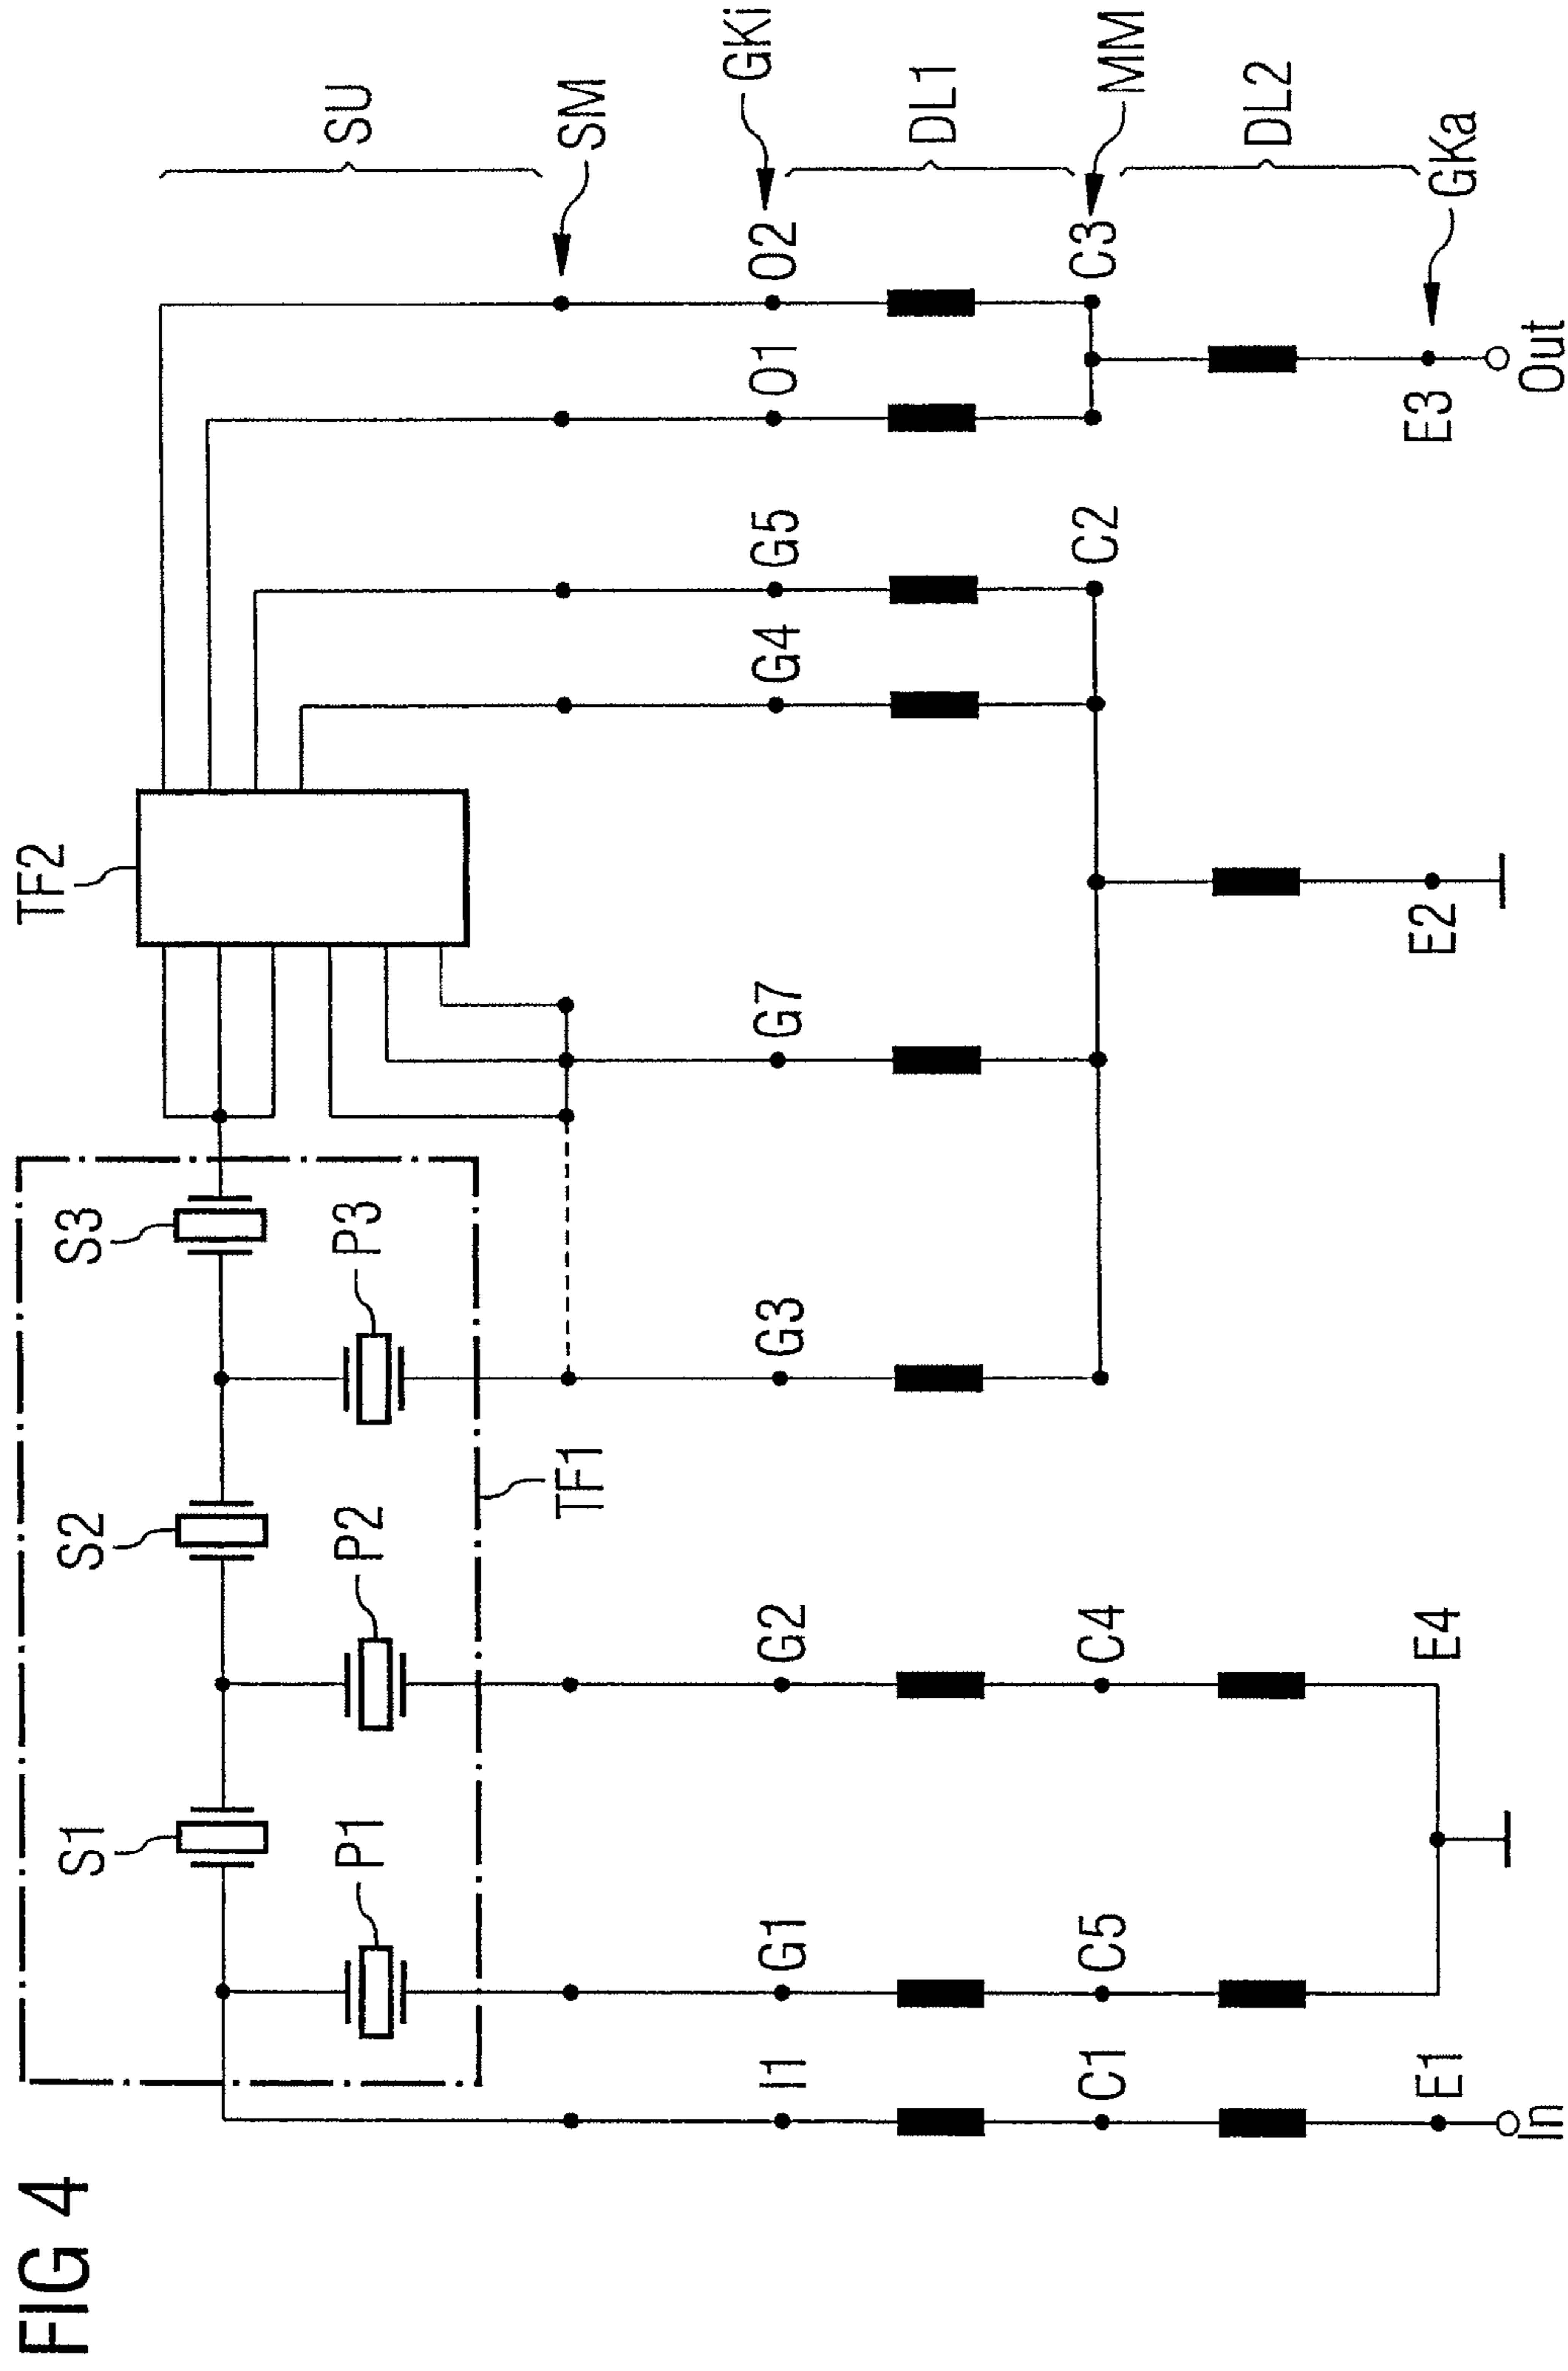 FIG 4
S1
S2
S3
TF2
P1
P2
P3
SU
TF1
SM
I1
G1
G2
G3
G7
G4
G5
O1
O2
GKi
DL1
C1
C5
C4
C2
C3
MM
DL2
E1
E4
E2
E3
GKa
In
Out